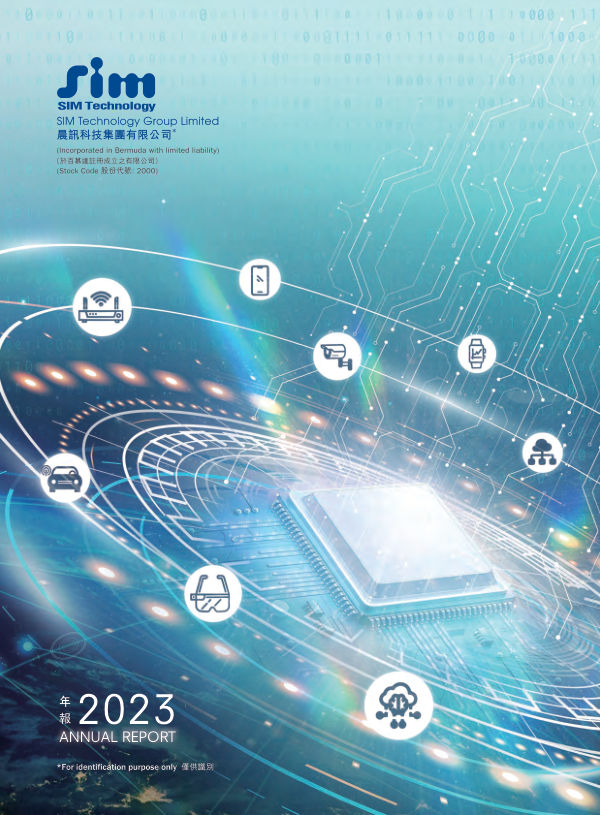 sim
SIM Technology
SIM Technology Group Limited
晨訊科技集團有限公司*
(Incorporated in Bermuda with limited liability)
(於百慕達註冊成立之有限公司)
(Stock Code 股份代號: 2000)
年報 2023
ANNUAL REPORT
*For identification purpose only 僅供識別